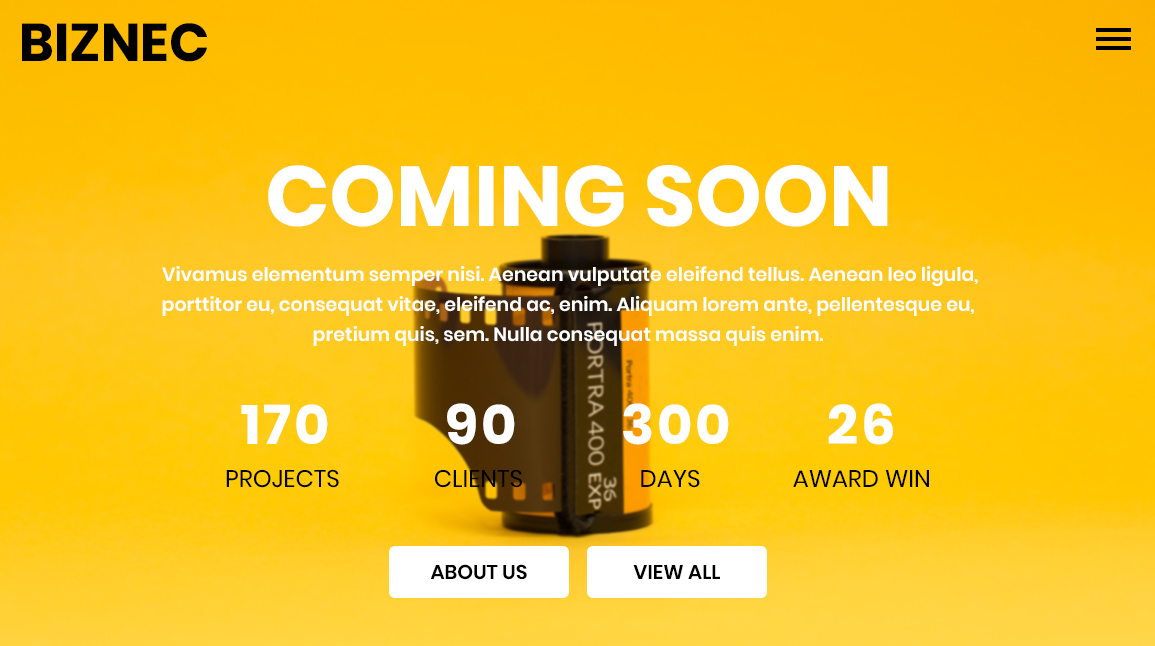 BIZNEC
COMING SOON
Vivamus elementum semper nisi. Aenean vulputate eleifend tellus. Aenean leo ligula,
porttitor eu, consequat vitae, eleifend ac, enim. Aliquam lorem ante, pellentesque eu,
pretium quis, sem. Nulla consequat massa quis enim.
PORTRA 400
36
EXP
Portra 400
170 90 300 26
PROJECTS CLIENTS DAYS AWARD WIN
ABOUT US VIEW ALL